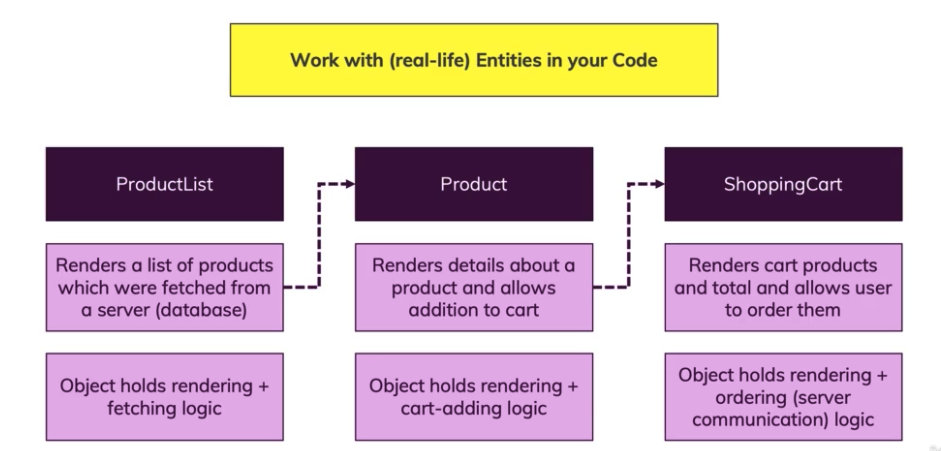 Work with (real-life) Entities in your Code
ProductList
Product
ShoppingCart
Renders a list of products
which were fetched from
a server (database)
Renders details about a
product and allows
addition to cart
Renders cart products
and total and allows user
to order them
Object holds rendering +
fetching logic
Object holds rendering +
cart-adding logic
Object holds rendering +
ordering (server
communication) logic